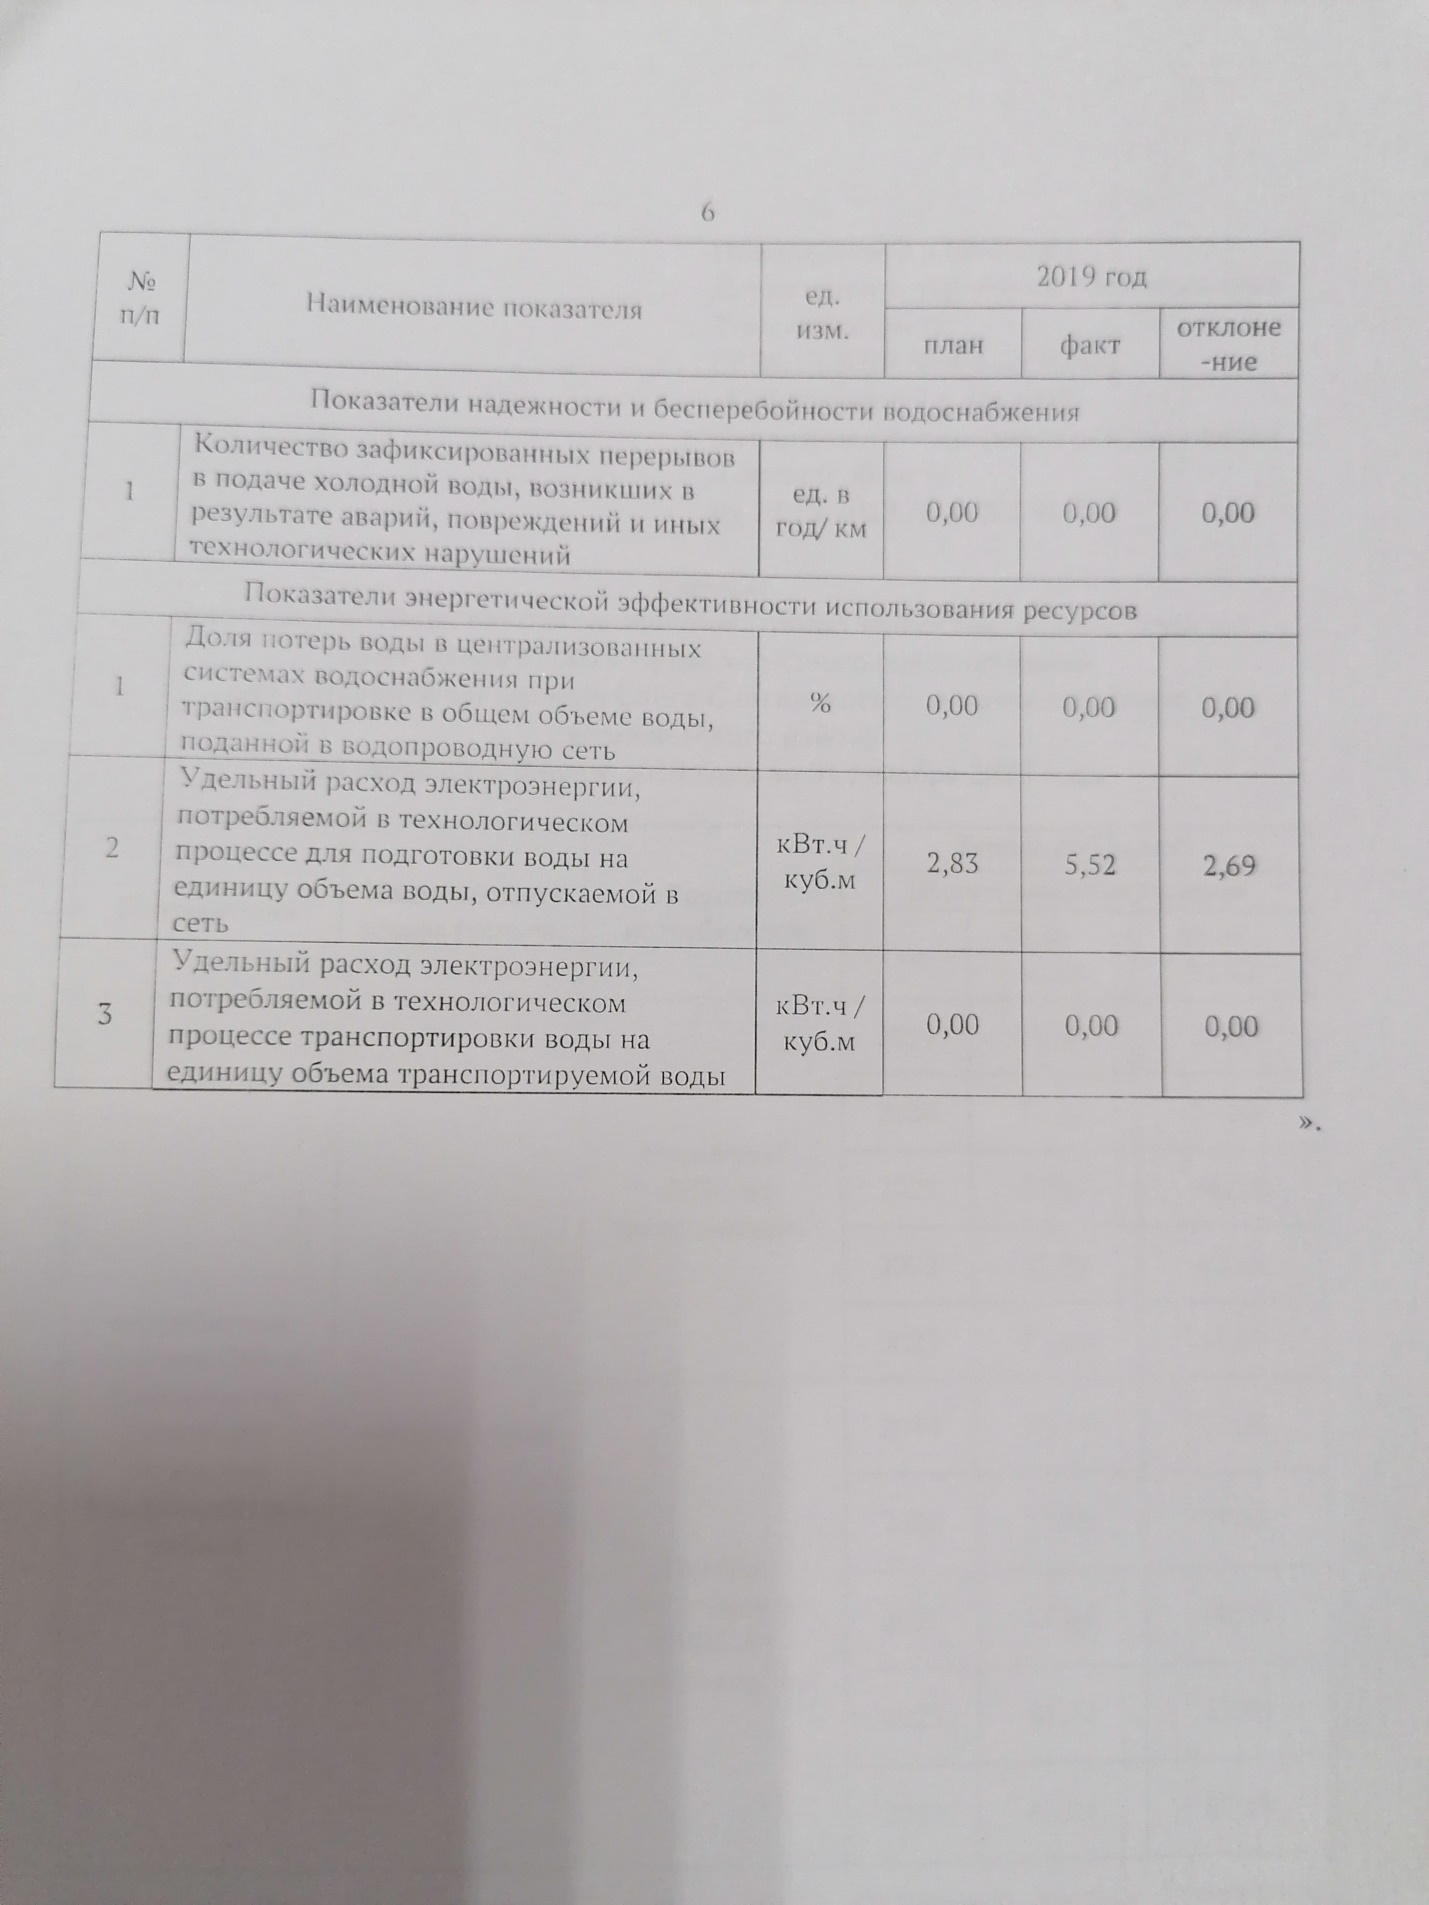 6
№
п/п
Наименование показателя
ед.
изм.
2019 год
план
факт
отклоне
-ние
Показатели надежности и бесперебойности водоснабжения
1
Количество зафиксированных перерывов
в подаче холодной воды, возникших в
результате аварий, повреждений и иных
технологических нарушений
ед. в
год/ км
0,00
0,00
0,00
Показатели энергетической эффективности использования ресурсов
1
Доля потерь воды в централизованных
системах водоснабжения при
транспортировке в общем объеме воды,
поданной в водопроводную сеть
%
0,00
0,00
0,00
2
Удельный расход электроэнергии,
потребляемой в технологическом
процессе для подготовки воды на
единицу объема воды, отпускаемой в
сеть
кВт.ч /
куб.м
2,83
5,52
2,69
3
Удельный расход электроэнергии,
потребляемой в технологическом
процессе транспортировки воды на
единицу объема транспортируемой воды
кВт.ч /
куб.м
0,00
0,00
0,00
».